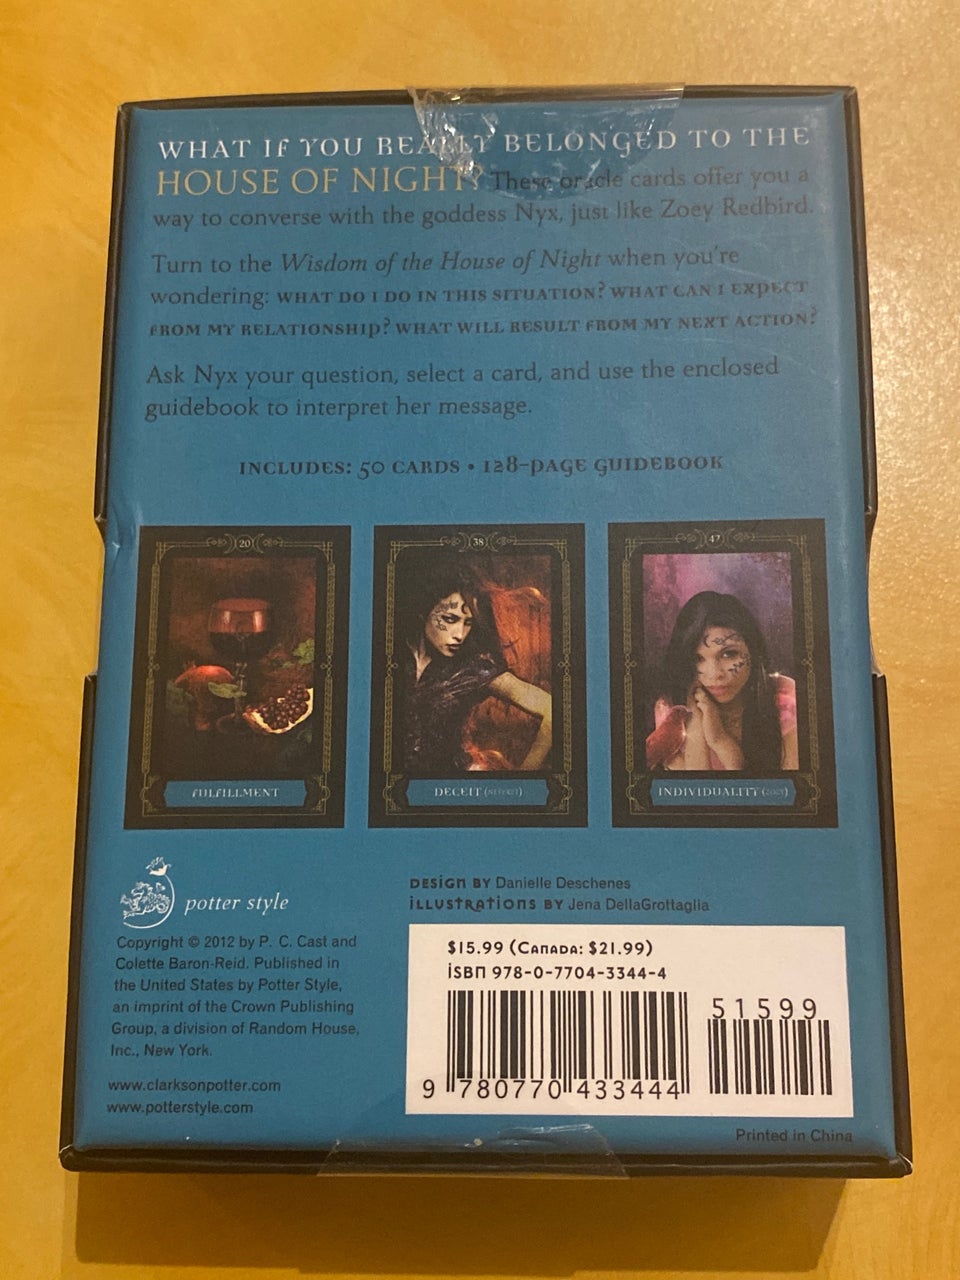 WHAT IF YOU REALLY BELONGED TO THE
HOUSE OF NIGHT? These oracle cards offer you a
way to converse with the goddess Nyx, just like Zoey Redbird.
Turn to the Wisdom of the House of Night when you're
wondering: WHAT DO I DO IN THIS SITUATION? WHAT CAN I EXPECT
FROM MY RELATIONSHIP? WHAT WILL RESULT FROM MY NEXT ACTION?
Ask Nyx your question, select a card, and use the enclosed
guidebook to interpret her message.
INCLUDES: 50 CARDS • 128-PAGE GUIDEBOOK
20
38
47
FULFILLMENT
DECEIT (NEFERET)
INDIVIDUALITY (ZOEY)
potter style
DESIGN BY Danielle Deschenes
ILLUSTRATIONS BY Jena DellaGrottaglia
Copyright © 2012 by P. C. Cast and
Colette Baron-Reid. Published in
the United States by Potter Style,
an imprint of the Crown Publishing
Group, a division of Random House,
Inc., New York.
www.clarksonpotter.com
www.potterstyle.com
$15.99 (CANADA: $21.99)
ISBN 978-0-7704-3344-4
51599
9 780770 433444
Printed in China